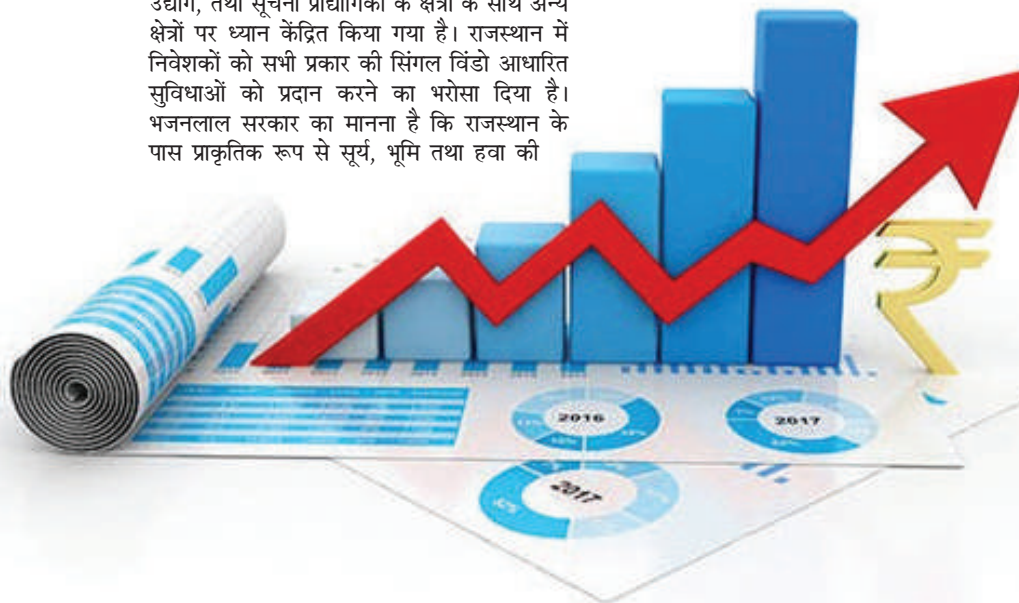 उद्योग, तथा सूचना प्रौद्योगिकी के क्षेत्रों के साथ अन्य
क्षेत्रों पर ध्यान केंद्रित किया गया है। राजस्थान में
निवेशकों को सभी प्रकार की सिंगल विंडो आधारित
सुविधाओं को प्रदान करने का भरोसा दिया है।
भजनलाल सरकार का मानना है कि राजस्थान के
पास प्राकृतिक रूप से सूर्य, भूमि तथा हवा की
₹
2016
2017
2017